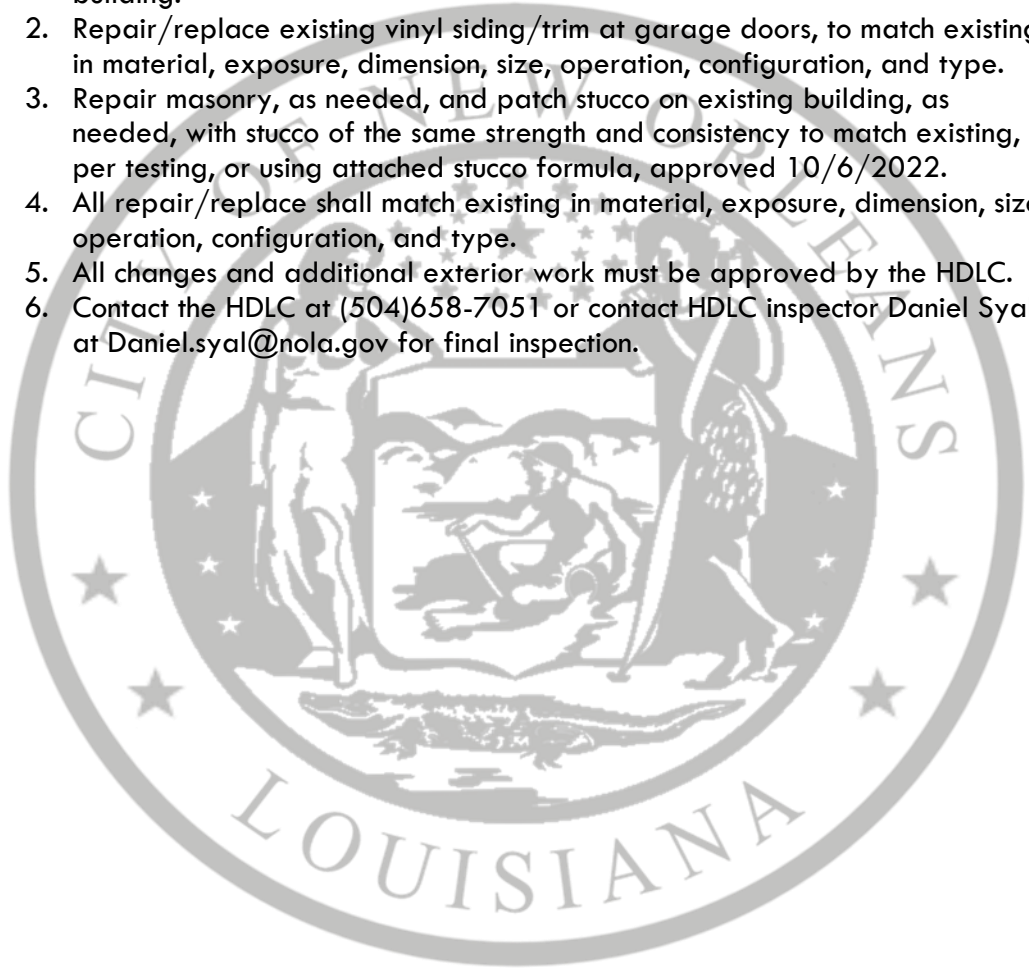 building.
2. Repair/replace existing vinyl siding/trim at garage doors, to match existing
in material, exposure, dimension, size, operation, configuration, and type.
3. Repair masonry, as needed, and patch stucco on existing building, as
needed, with stucco of the same strength and consistency to match existing,
per testing, or using attached stucco formula, approved 10/6/2022.
4. All repair/replace shall match existing in material, exposure, dimension, size
operation, configuration, and type.
5. All changes and additional exterior work must be approved by the HDLC.
6. Contact the HDLC at (504)658-7051 or contact HDLC inspector Daniel Syal
at Daniel.syal@nola.gov for final inspection.
CITY OF NEW ORLEANS
LOUISIANA